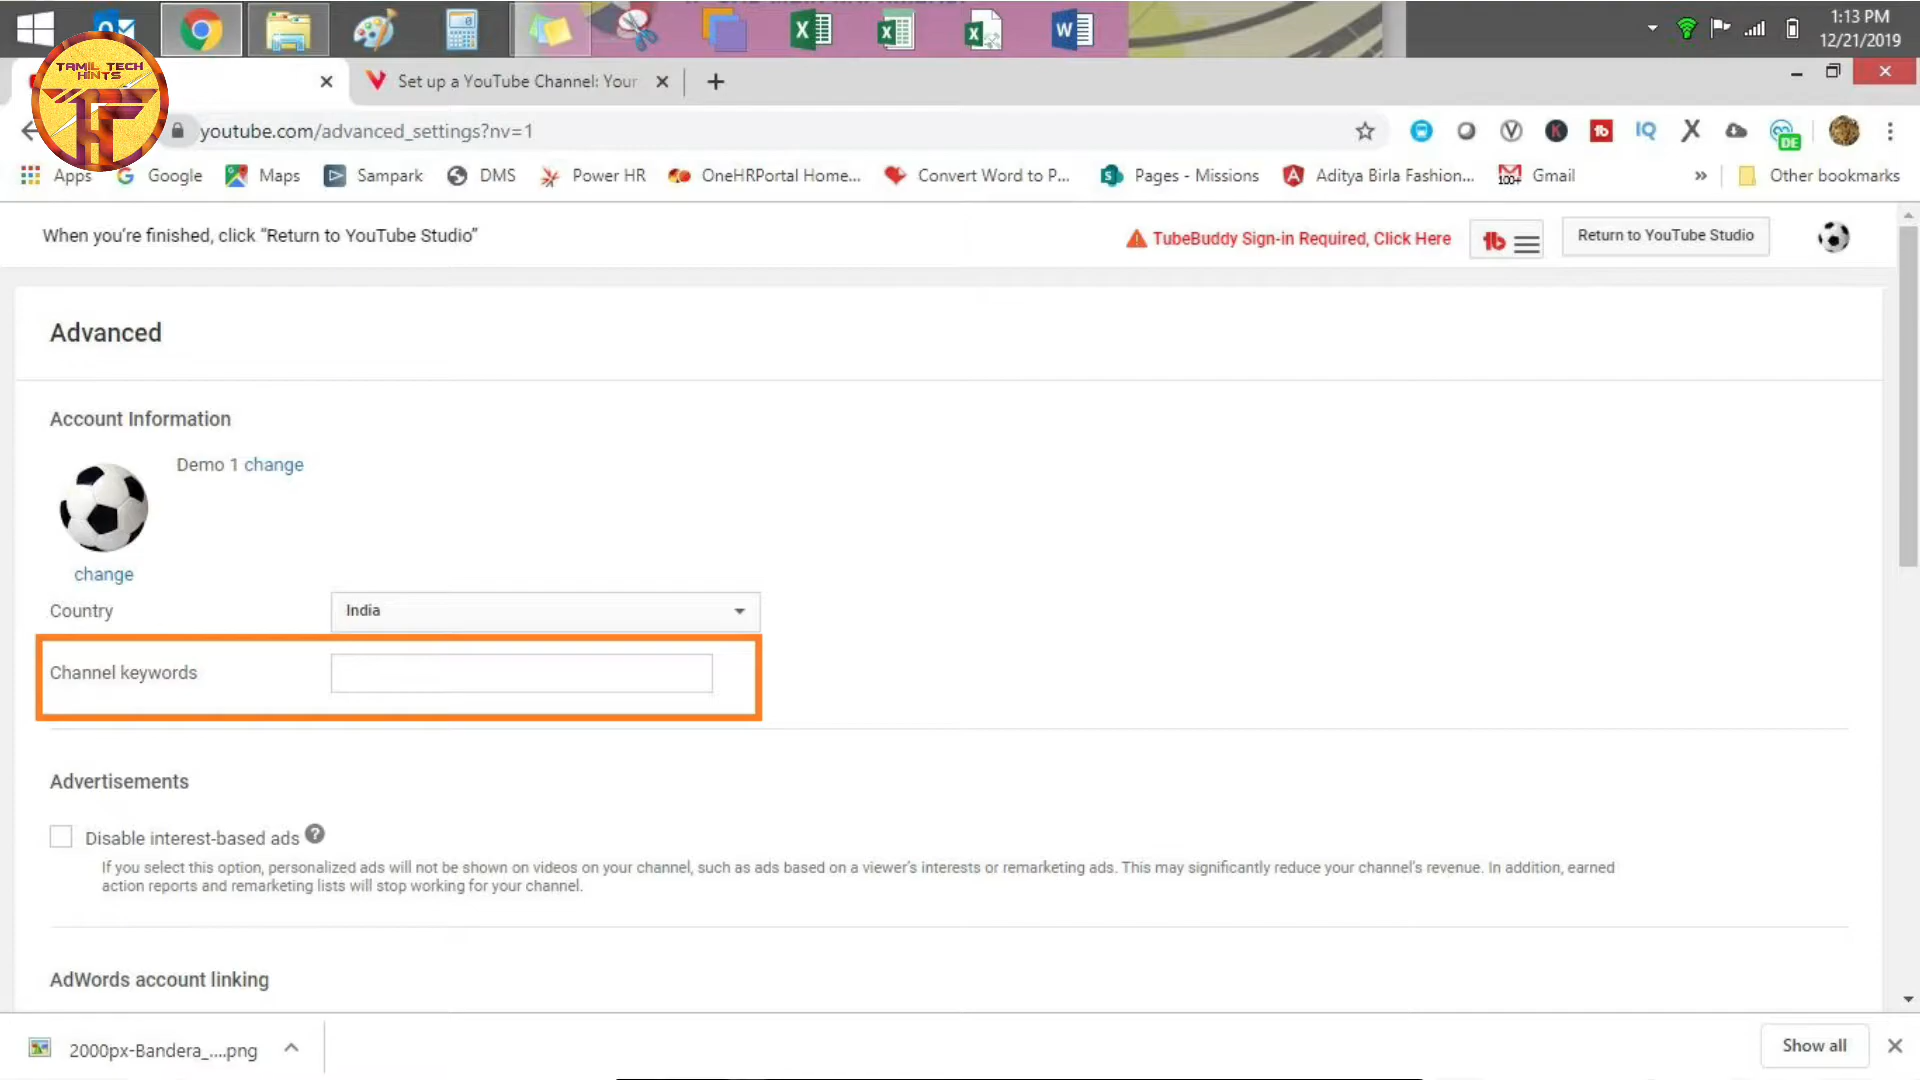 1:13 PM
12/21/2019
TAMIL TECH
HINTS
Set up a YouTube Channel: Your
youtube.com/advanced_settings?nv=1
IQ
DE
Apps
Google
Maps
Sampark
DMS
Power HR
OneHRPortal Home...
Convert Word to P...
Pages - Missions
Aditya Birla Fashion...
100+
Gmail
»
Other bookmarks
When you're finished, click “Return to YouTube Studio”
TubeBuddy Sign-in Required, Click Here
Return to YouTube Studio
Advanced
Account Information
Demo 1 change
change
Country
India
Channel keywords
Advertisements
Disable interest-based ads ?
If you select this option, personalized ads will not be shown on videos on your channel, such as ads based on a viewer's interests or remarketing ads. This may significantly reduce your channel's revenue. In addition, earned
action reports and remarketing lists will stop working for your channel.
AdWords account linking
2000px-Bandera_....png
Show all